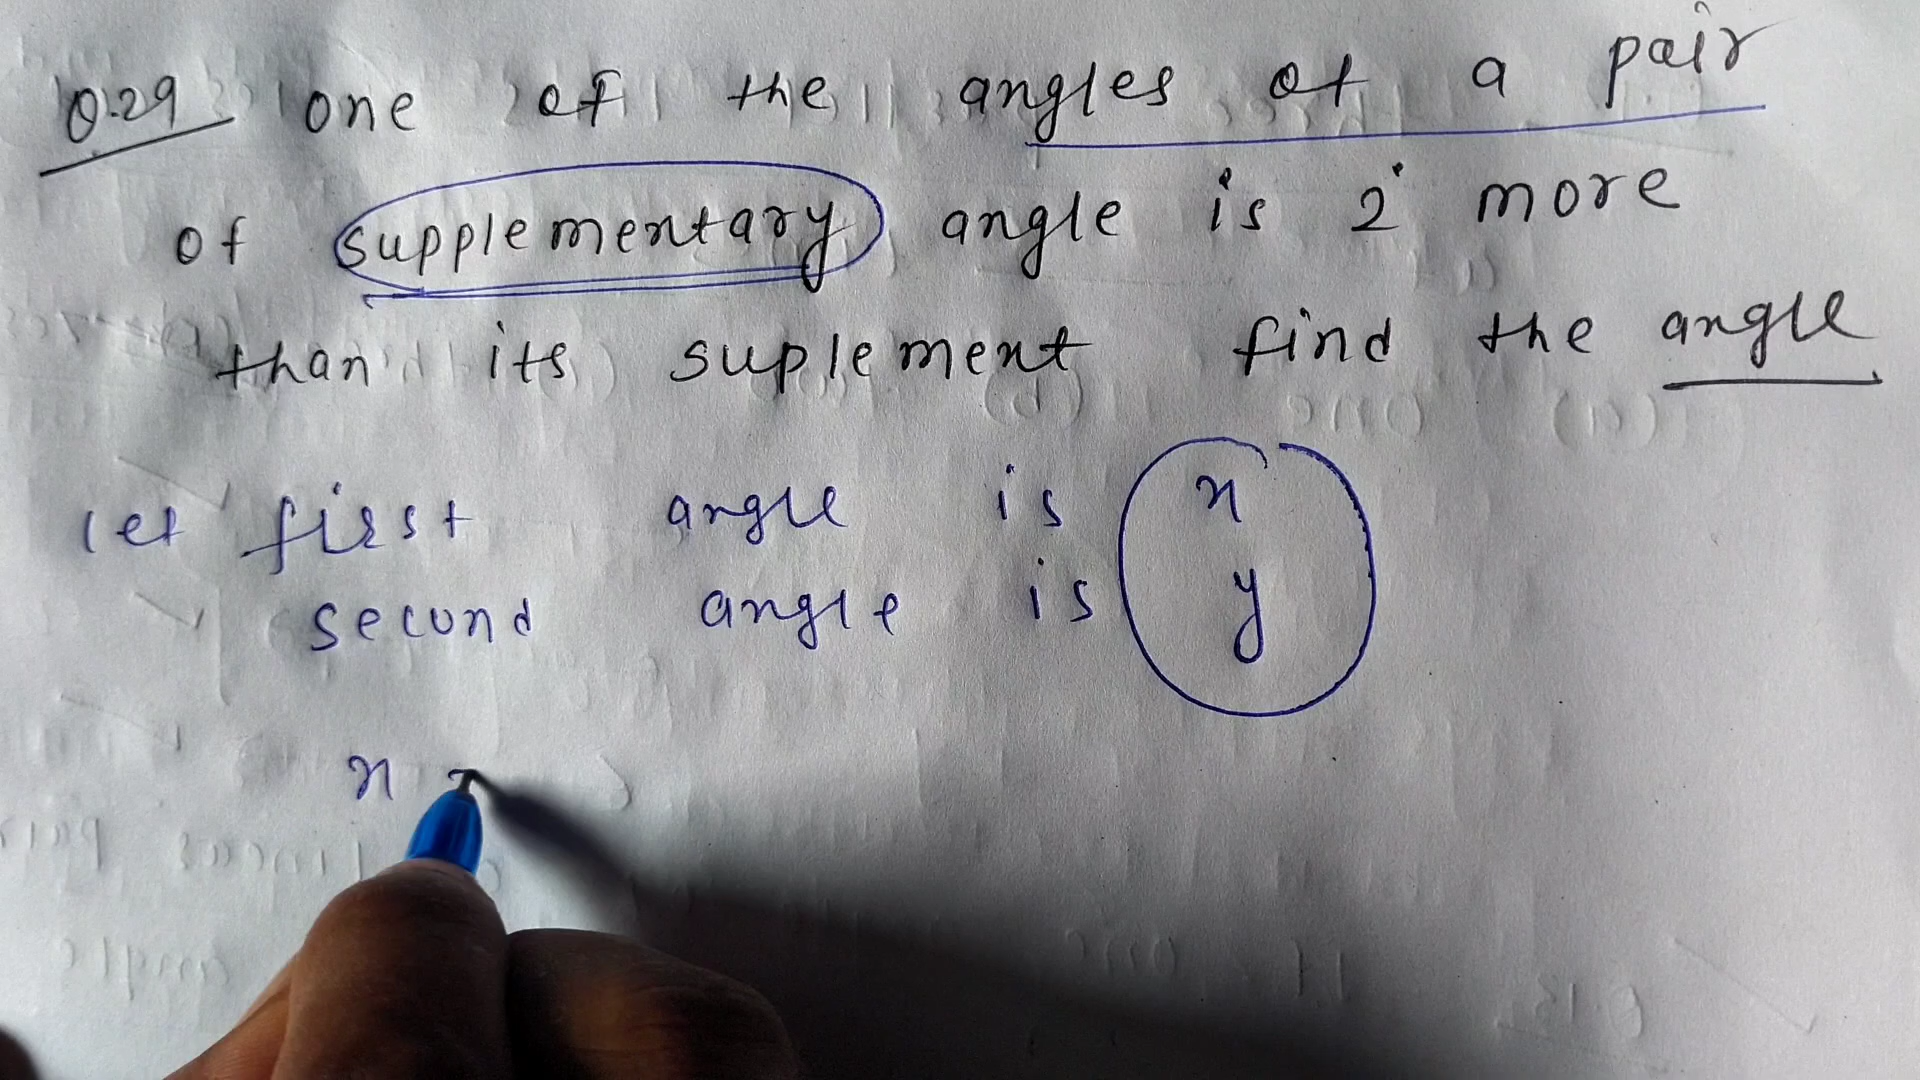 Q.29 one of the angles of a pair
of supplementary angle is 2° more
than its suplement find the angle
let first angle is x
second angle is y
x